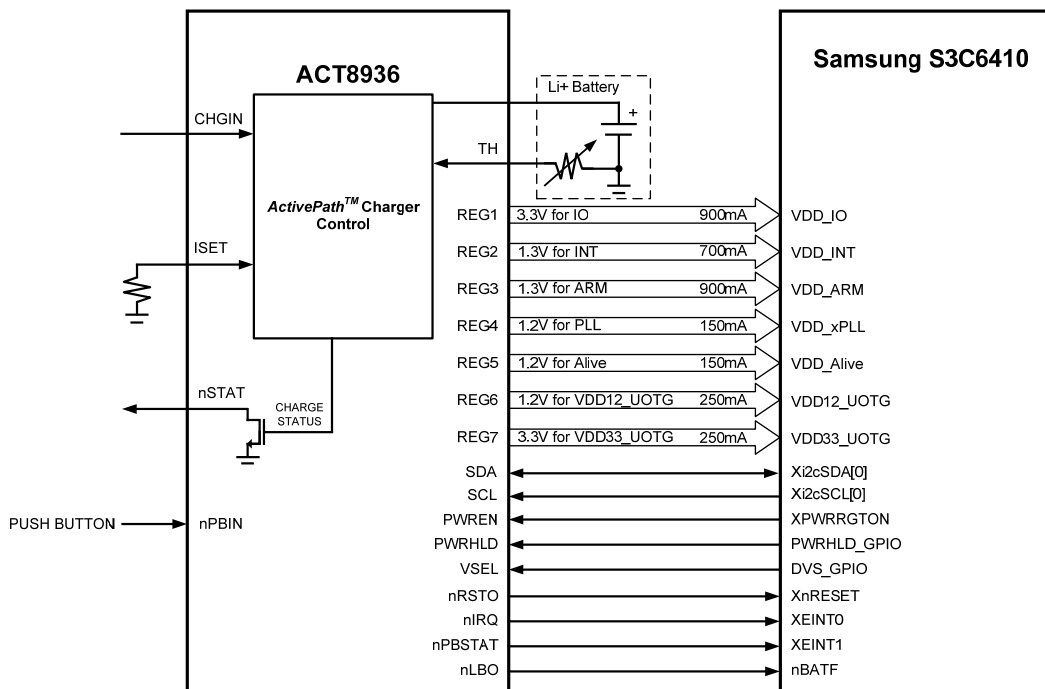 ACT8936
Samsung S3C6410
Li+ Battery
+
CHGIN
TH
ActivePath™ Charger
Control
ISET
REG1 3.3V for IO 900mA VDD_IO
REG2 1.3V for INT 700mA VDD_INT
REG3 1.3V for ARM 900mA VDD_ARM
REG4 1.2V for PLL 150mA VDD_xPLL
REG5 1.2V for Alive 150mA VDD_Alive
REG6 1.2V for VDD12_UOTG 250mA VDD12_UOTG
REG7 3.3V for VDD33_UOTG 250mA VDD33_UOTG
nSTAT
CHARGE
STATUS
SDA Xi2cSDA[0]
SCL Xi2cSCL[0]
PUSH BUTTON nPBIN
PWREN XPWRRGTON
PWRHLD PWRHLD_GPIO
VSEL DVS_GPIO
nRSTO XnRESET
nIRQ XEINT0
nPBSTAT XEINT1
nLBO nBATF